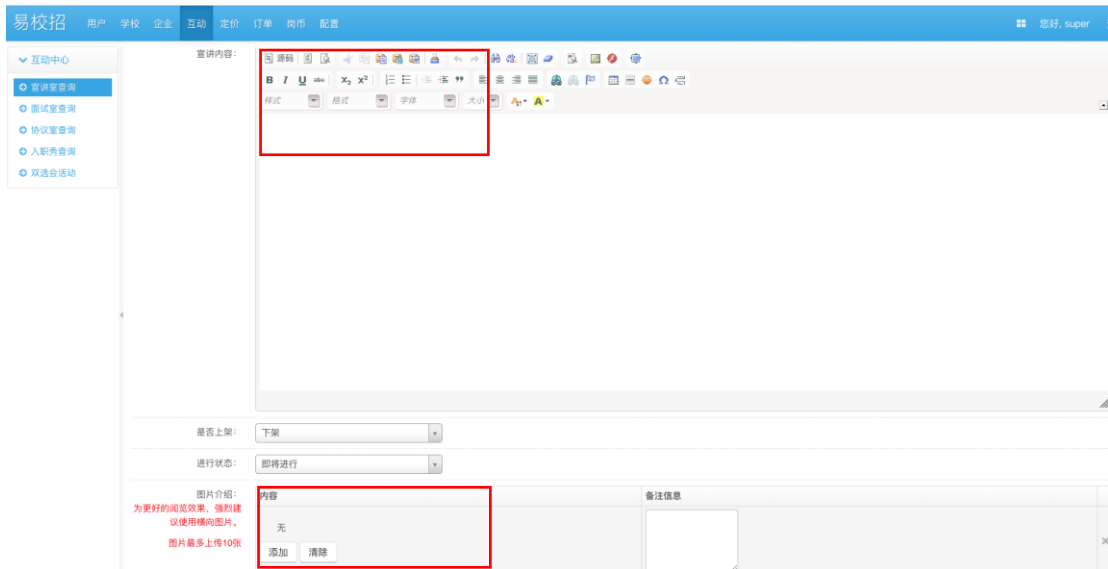 易校招 用户 学校 企业 互动 定价 订单 岗币 配置 您好, super
互动中心
宣讲室查询
面试室查询
协议室查询
入职秀查询
双选会活动
宣讲内容:
源码
B I U abc X₂ X²
样式 格式 字体 大小 A A
是否上架: 下架
进行状态: 即将进行
图片介绍:
为更好的阅览效果，强烈建
议使用横向图片。
图片最多上传10张
内容 备注信息
无
添加 清除